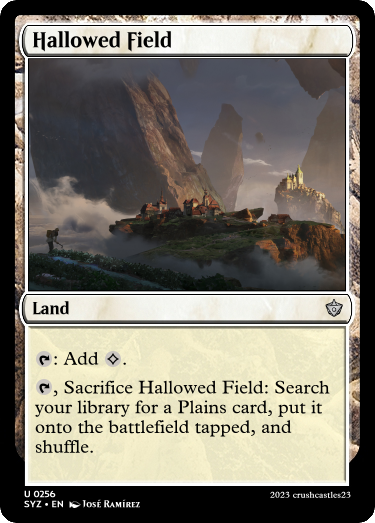 Hallowed Field
Land
: Add .
, Sacrifice Hallowed Field: Search
your library for a Plains card, put it
onto the battlefield tapped, and
shuffle.
U 0256
SYZ • EN José Ramírez
2023 crushcastles23